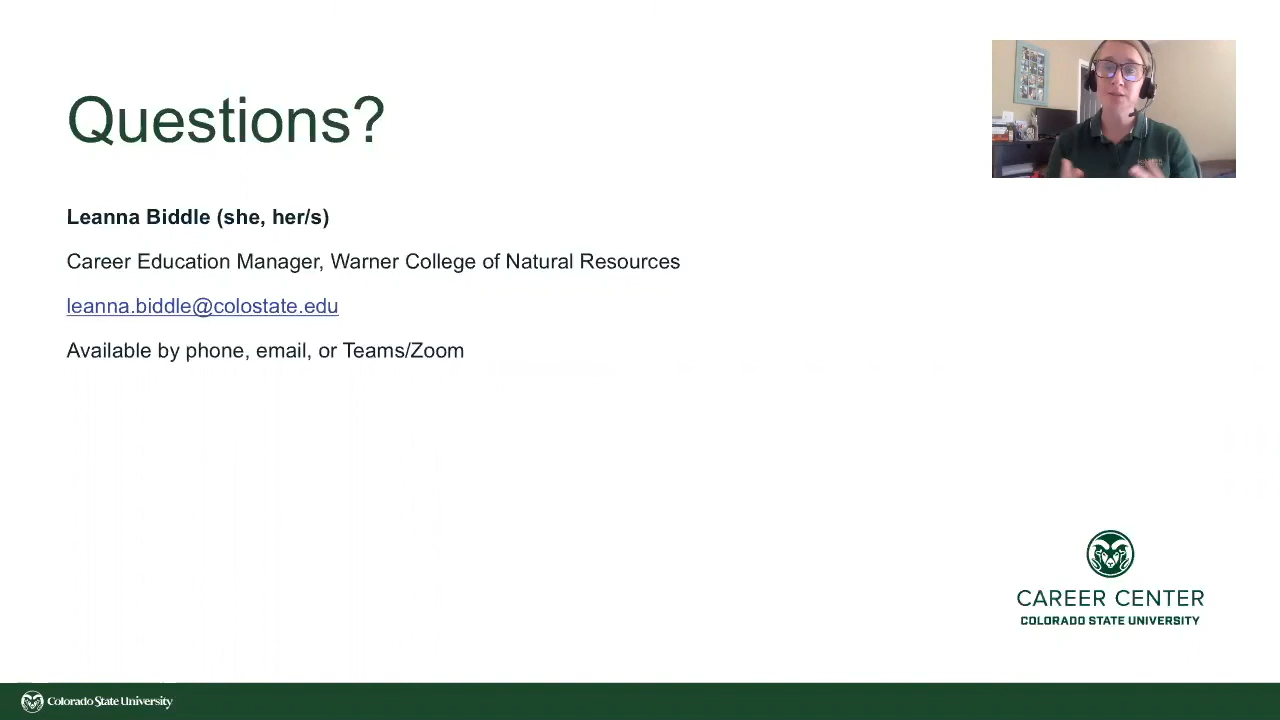 Questions?
Leanna Biddle (she, her/s)
Career Education Manager, Warner College of Natural Resources
leanna.biddle@colostate.edu
Available by phone, email, or Teams/Zoom
CAREER CENTER
COLORADO STATE UNIVERSITY
Colorado State University